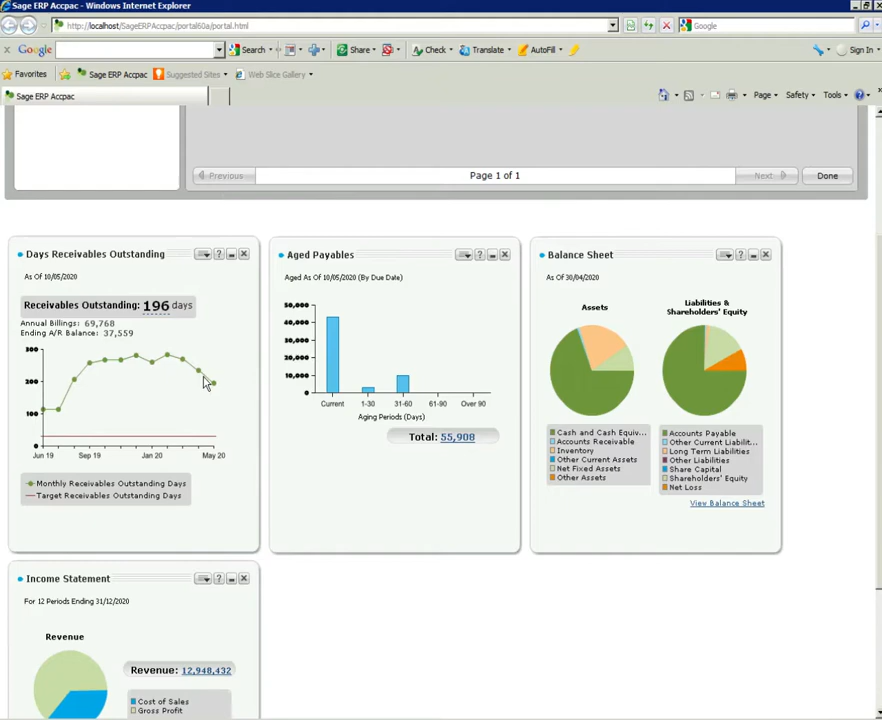 Sage ERP Accpac - Windows Internet Explorer
http://localhost/SageERPAccpac/portal60a/portal.html
Google
Google
Search
Share
Check
Translate
AutoFill
Sign In
Favorites
Sage ERP Accpac
Suggested Sites
Web Slice Gallery
Sage ERP Accpac
Page
Safety
Tools
Previous
Page 1 of 1
Next
Done
Days Receivables Outstanding
As Of 10/05/2020
Receivables Outstanding: 196 days
Annual Billings: 69,768
Ending A/R Balance: 37,559
300
200
100
0
Jun 19
Sep 19
Jan 20
May 20
Monthly Receivables Outstanding Days
Target Receivables Outstanding Days
Aged Payables
Aged As Of 10/05/2020 (By Due Date)
50,000
40,000
30,000
20,000
10,000
0
Current
1-30
31-60
61-90
Over 90
Aging Periods (Days)
Total: 55,908
Balance Sheet
As Of 30/04/2020
Assets
Cash and Cash Equiv...
Accounts Receivable
Inventory
Other Current Assets
Net Fixed Assets
Other Assets
Liabilities &
Shareholders' Equity
Accounts Payable
Other Current Liabilit...
Long Term Liabilities
Other Liabilities
Share Capital
Shareholders' Equity
Net Loss
View Balance Sheet
Income Statement
For 12 Periods Ending 31/12/2020
Revenue
Revenue: 12,948,432
Cost of Sales
Gross Profit